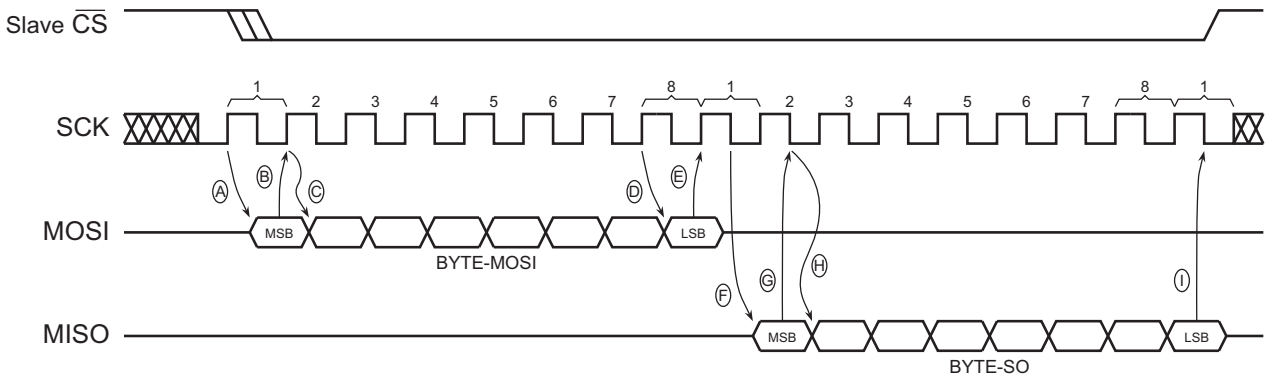 Slave CS
1 2 3 4 5 6 7 8 1 2 3 4 5 6 7 8 1
SCK
A B C D E
MOSI MSB LSB
BYTE-MOSI
F G H I
MISO MSB LSB
BYTE-SO